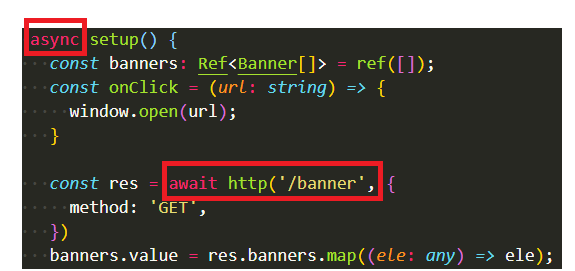 async setup() {
const banners: Ref<Banner[]> = ref([]);
const onClick = (url: string) => {
window.open(url);
}
const res = await http('/banner', {
method: 'GET',
})
banners.value = res.banners.map((ele: any) => ele);